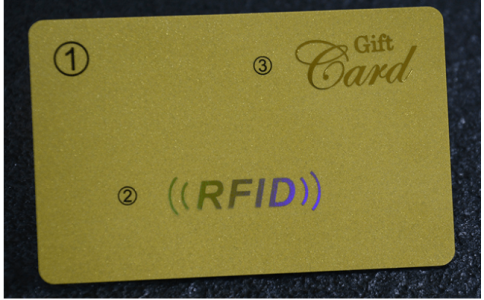 ①
③ Gift
Card
② ((RFID))